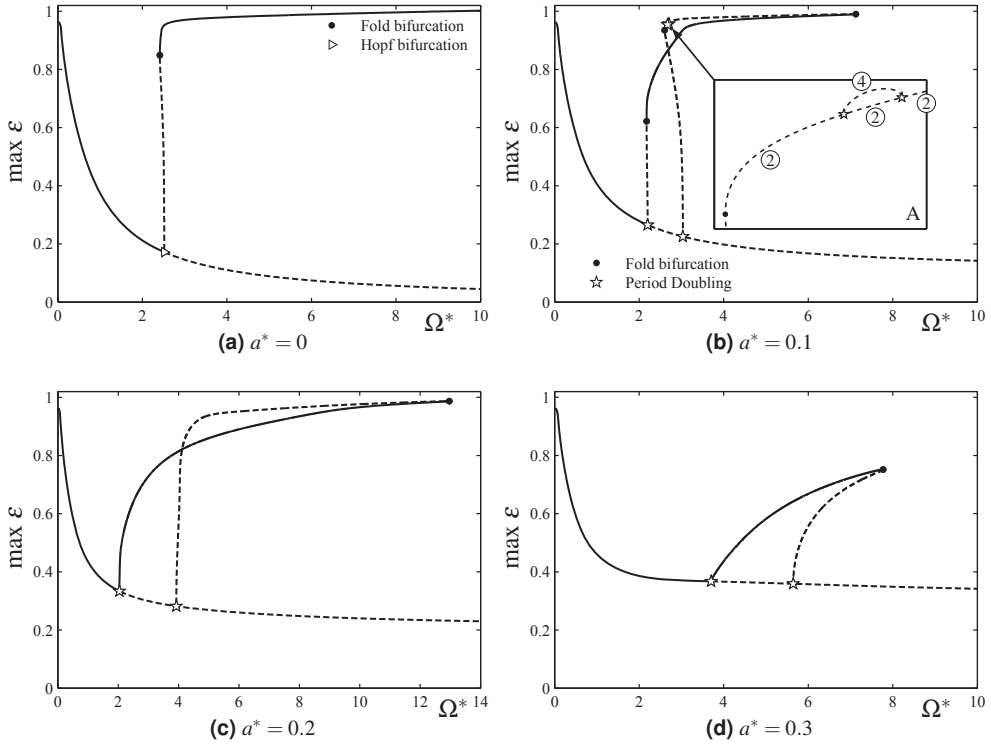 1
0.8
0.6
0.4
0.2
0
max ε
Fold bifurcation
Hopf bifurcation
0 2 4 6 8 10
Ω*
(a) a* = 0
1
0.8
0.6
0.4
0.2
0
max ε
4
2
2
2
A
Fold bifurcation
Period Doubling
0 2 4 6 8 10
Ω*
(b) a* = 0.1
1
0.8
0.6
0.4
0.2
0
max ε
Fold bifurcation
Period Doubling
0 2 4 6 8 10 12 14
Ω*
(c) a* = 0.2
1
0.8
0.6
0.4
0.2
0
max ε
0 2 4 6 8 10
Ω*
(d) a* = 0.3